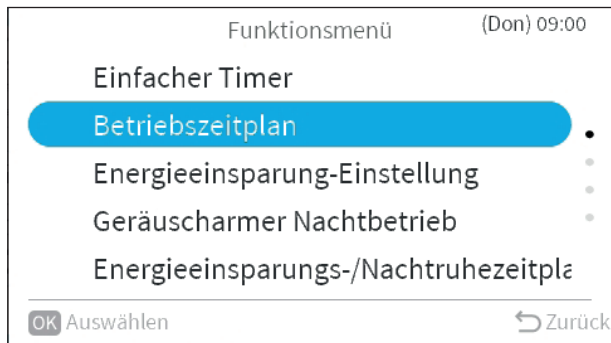 Funktionsmenü (Don) 09:00
Einfacher Timer
Betriebszeitplan
Energieeinsparung-Einstellung
Geräuscharmer Nachtbetrieb
Energieeinsparungs-/Nachtruhezeitpla
OK Auswählen Zurück